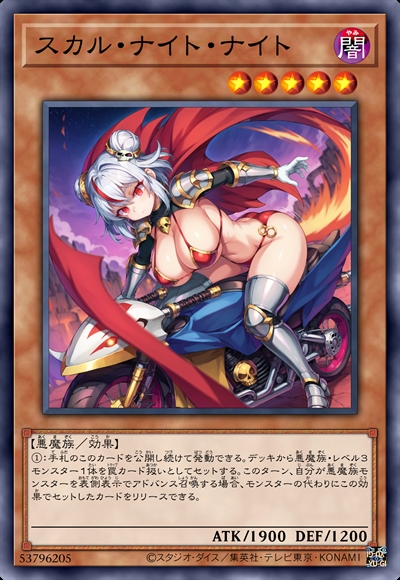 スカル・ナイト・ナイト
闇
【悪魔族／効果】
①：手札のこのカードを公開し続けて発動できる。デッキから悪魔族・レベル３
モンスター１体を罠カード扱いとしてセットする。このターン、自分が悪魔族モ
ンスターを表側表示でアドバンス召喚する場合、モンスターの代わりにこの効
果でセットしたカードをリリースできる。
ATK/1900 DEF/1200
53796205 ©スタジオ・ダイス／集英社・テレビ東京・KONAMI